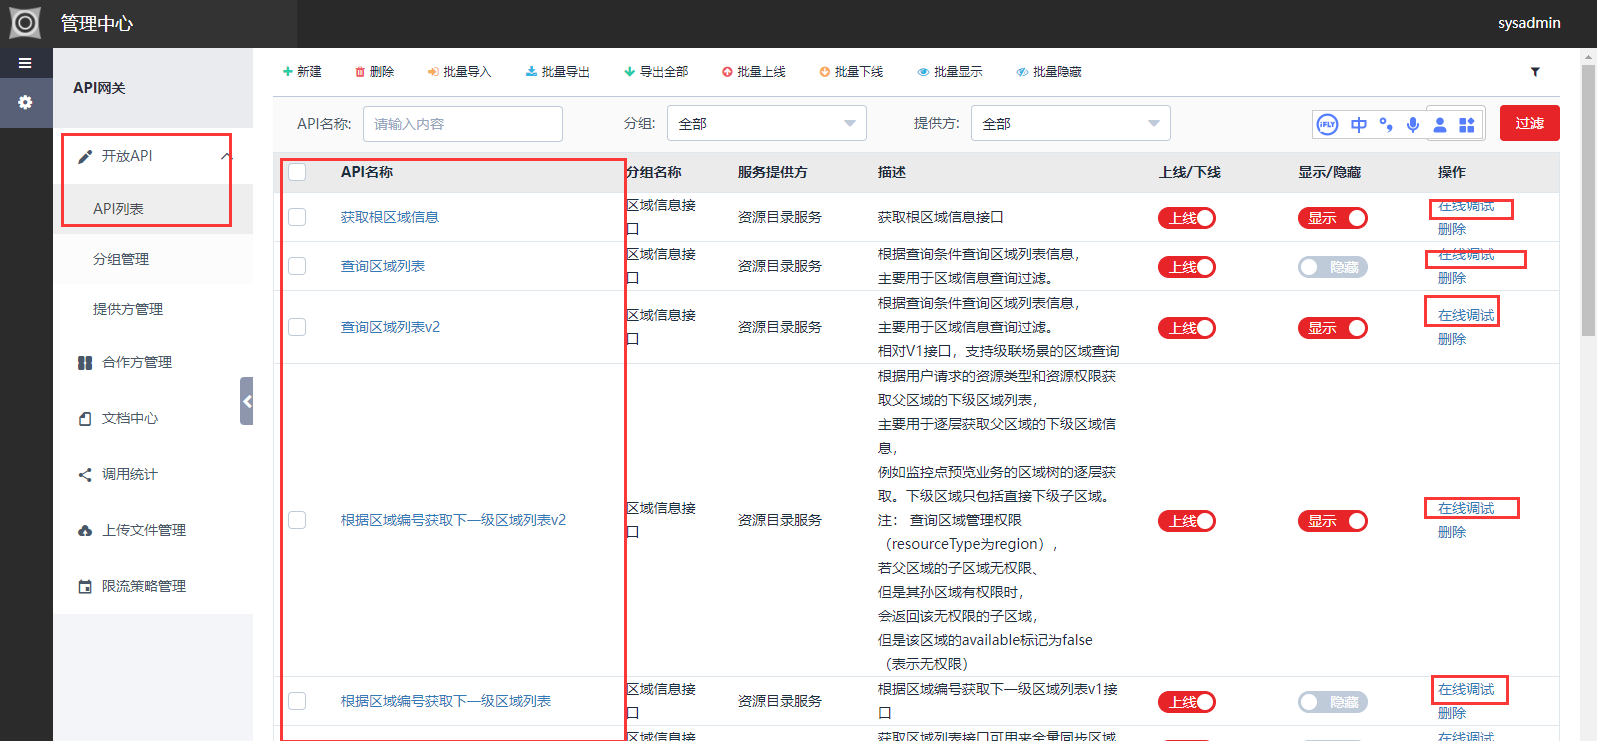 管理中心
sysadmin
API网关
开放API
API列表
分组管理
提供方管理
合作方管理
文档中心
调用统计
上传文件管理
限流策略管理
新建 删除 批量导入 批量导出 导出全部 批量上线 批量下线 批量显示 批量隐藏
API名称: 请输入内容 分组: 全部 提供方: 全部 iFLY 中 过滤
API名称 分组名称 服务提供方 描述 上线/下线 显示/隐藏 操作
获取根区域信息
区域信息接
口
资源目录服务
获取根区域信息接口
上线
显示
在线调试
删除
查询区域列表
区域信息接
口
资源目录服务
根据查询条件查询区域列表信息，
主要用于区域信息查询过滤。
上线
隐藏
在线调试
删除
查询区域列表v2
区域信息接
口
资源目录服务
根据查询条件查询区域列表信息，
主要用于区域信息查询过滤。
相对V1接口，支持级联场景的区域查询
上线
显示
在线调试
删除
根据区域编号获取下一级区域列表v2
区域信息接
口
资源目录服务
根据用户请求的资源类型和资源权限获
取父区域的下级区域列表，
主要用于逐层获取父区域的下级区域信
息，
例如监控点预览业务的区域树的逐层获
取。下级区域只包括直接下级子区域。
注： 查询区域管理权限
（resourceType为region），
若父区域的子区域无权限、
但是其孙区域有权限时，
会返回该无权限的子区域，
但是该区域的available标记为false
（表示无权限）
上线
显示
在线调试
删除
根据区域编号获取下一级区域列表
区域信息接
口
资源目录服务
根据区域编号获取下一级区域列表v1接
口
上线
隐藏
在线调试
删除
区域信息接
获取区域列表接口可用来全量同步区域
在线调试